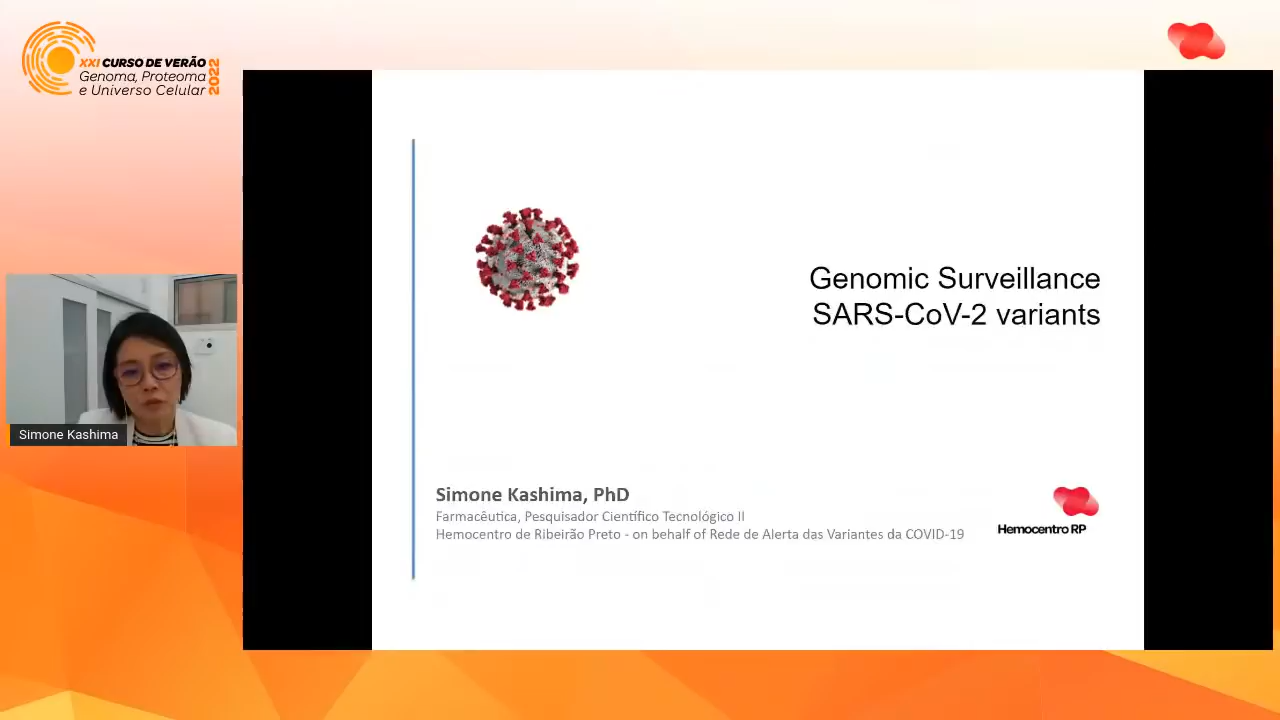 XXI CURSO DE VERÃO
Genoma, Proteoma
e Universo Celular
2022
Genomic Surveillance
SARS-CoV-2 variants
Simone Kashima
Simone Kashima, PhD
Farmacêutica, Pesquisador Científico Tecnológico II
Hemocentro de Ribeirão Preto - on behalf of Rede de Alerta das Variantes da COVID-19
Hemocentro RP